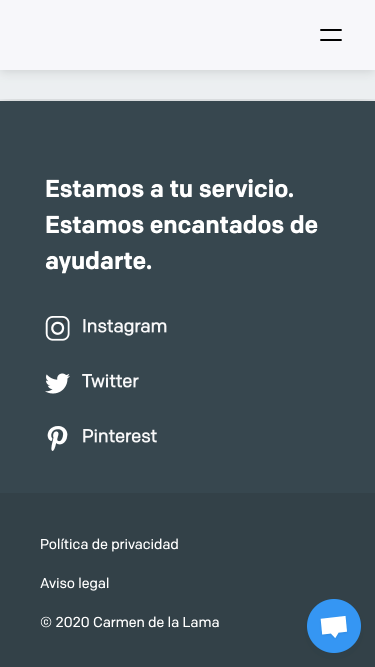 Estamos a tu servicio.
Estamos encantados de
ayudarte.
Instagram
Twitter
Pinterest
Política de privacidad
Aviso legal
© 2020 Carmen de la Lama